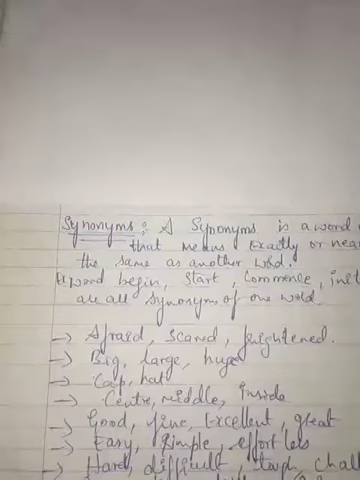 Synonyms : A Synonyms is a word
that means Exactly or near
the same as another word.
word begin, Start, Commence, init
are all Synonyms of one word.
→ Afraid, Scared, frightened.
→ Big, large, huge
→ Cap, hat
→ Centre, middle, Inside
→ Good, fine, Excellent, great
→ Easy, Simple, effortless
→ Hard, difficult, tough, chall